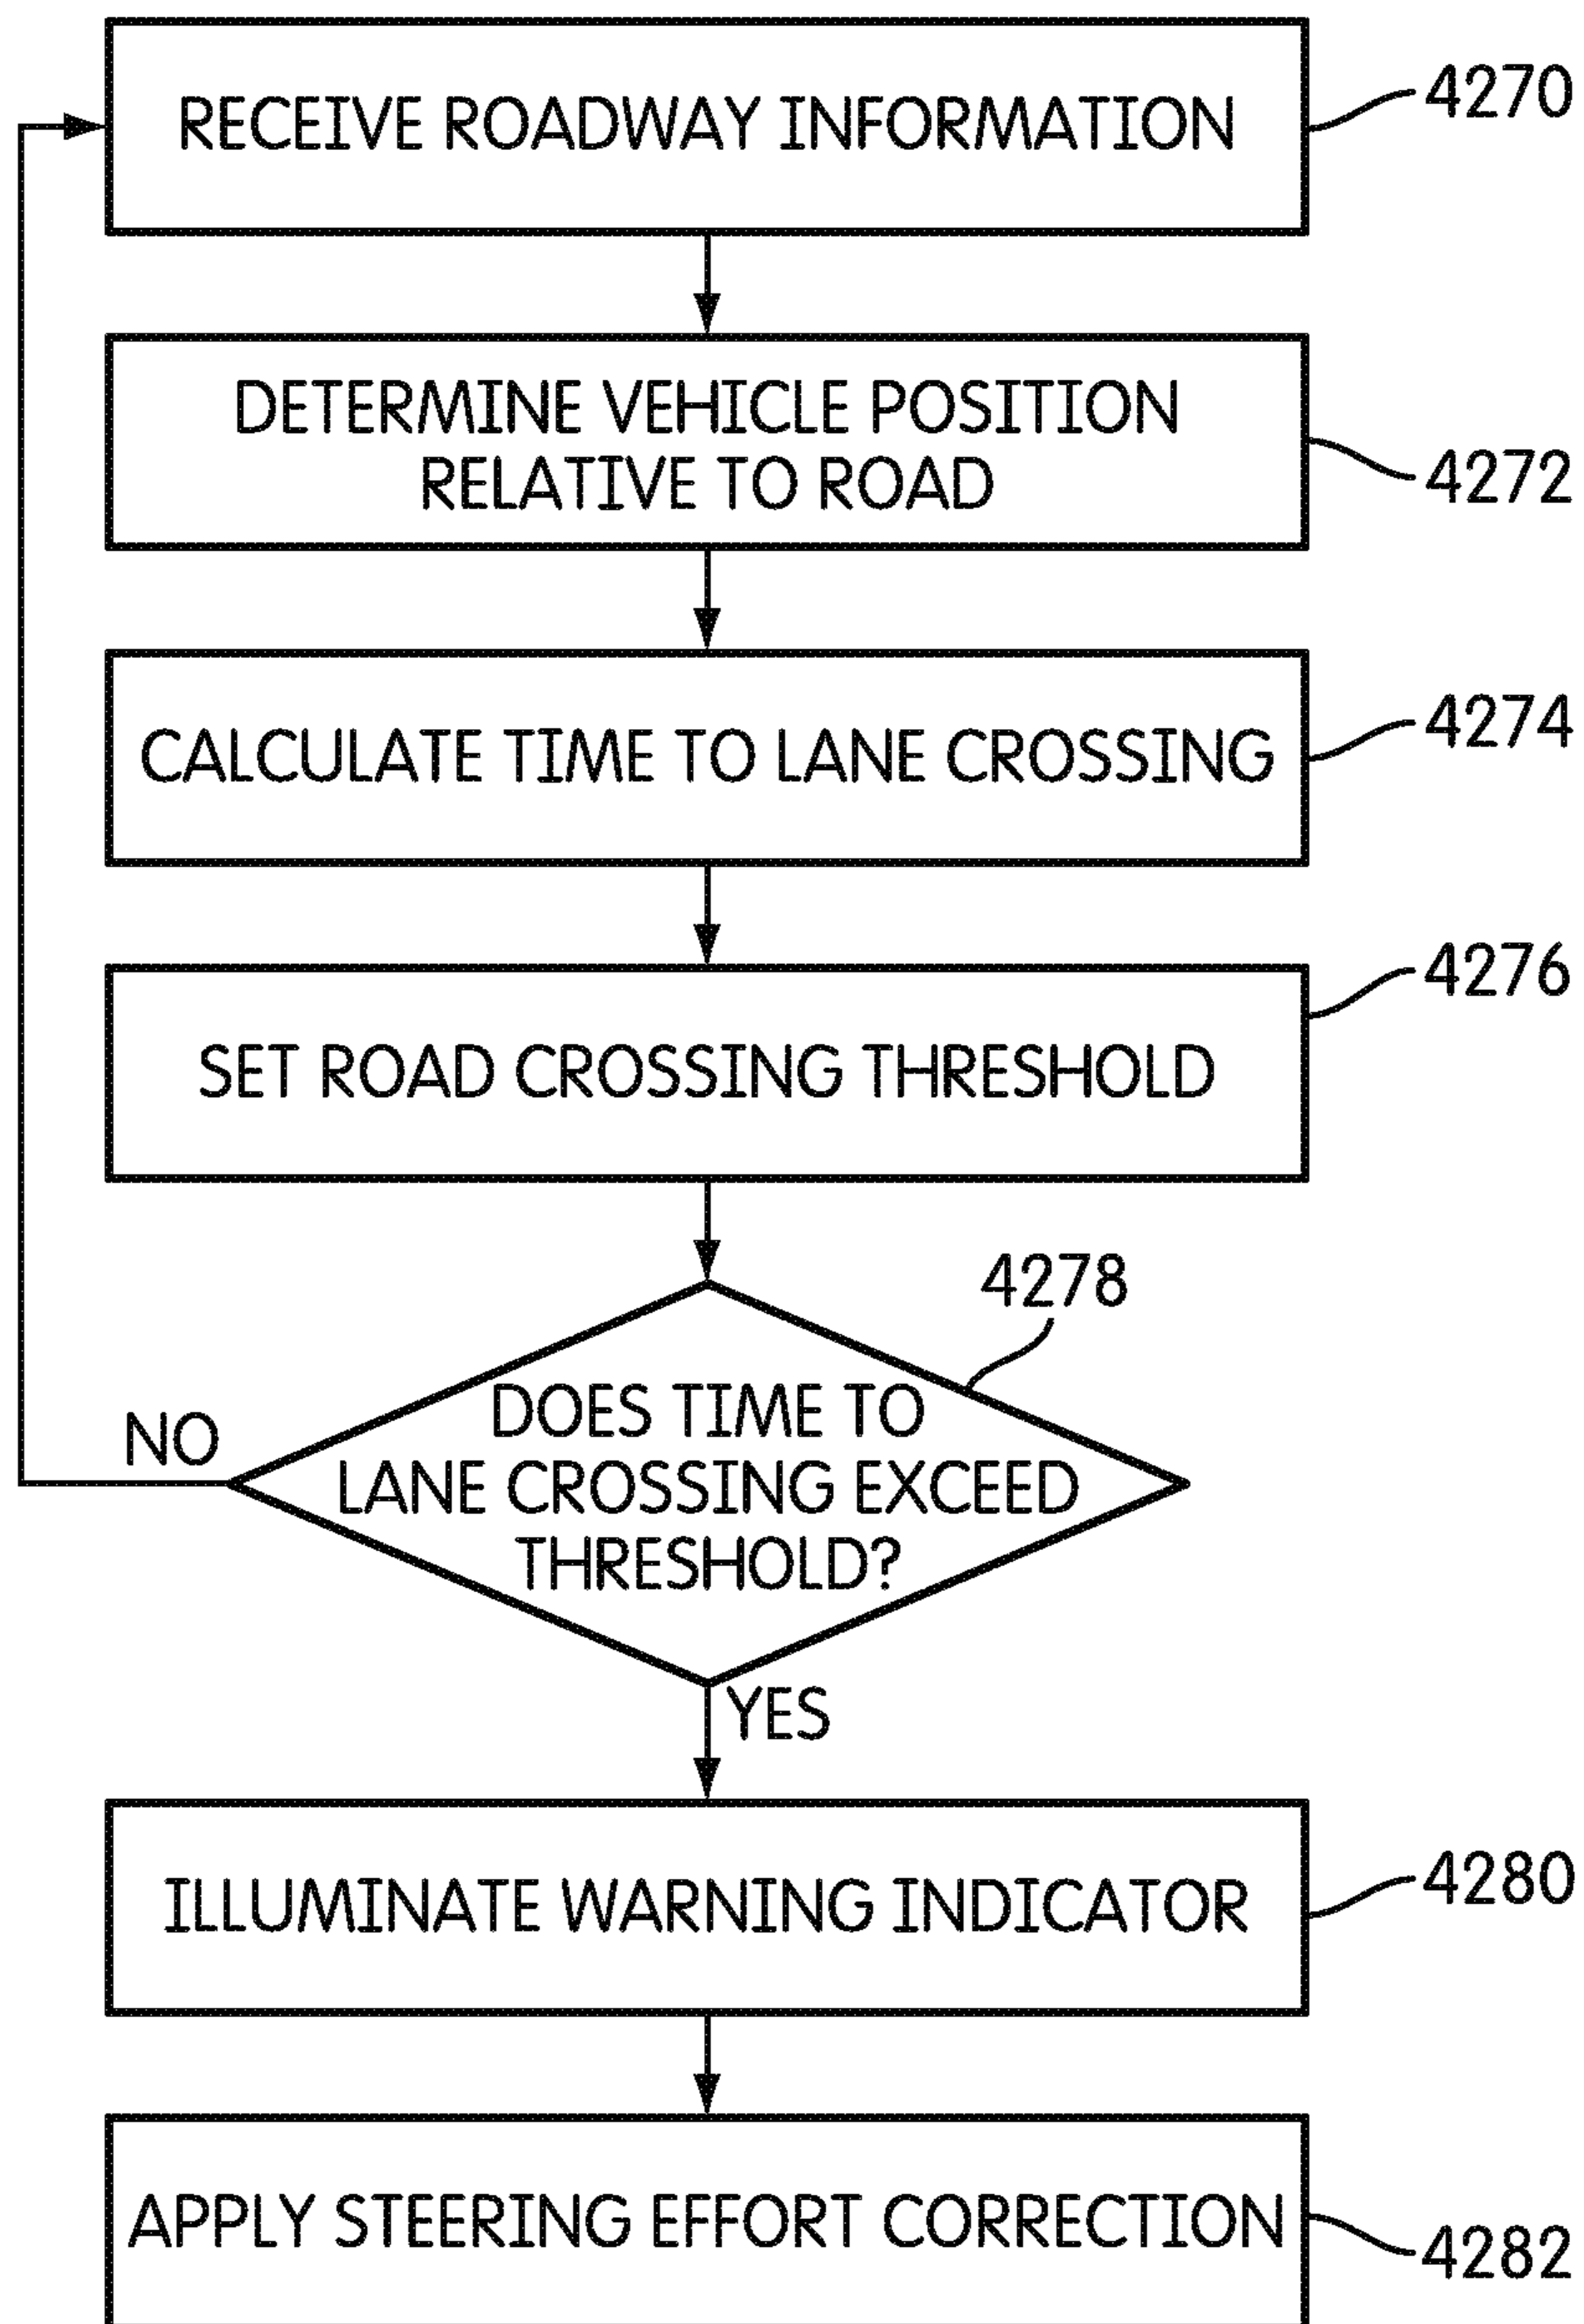 RECEIVE ROADWAY INFORMATION
4270
DETERMINE VEHICLE POSITION
RELATIVE TO ROAD
4272
CALCULATE TIME TO LANE CROSSING
4274
SET ROAD CROSSING THRESHOLD
4276
4278
DOES TIME TO
LANE CROSSING EXCEED
THRESHOLD?
NO
YES
ILLUMINATE WARNING INDICATOR
4280
APPLY STEERING EFFORT CORRECTION
4282